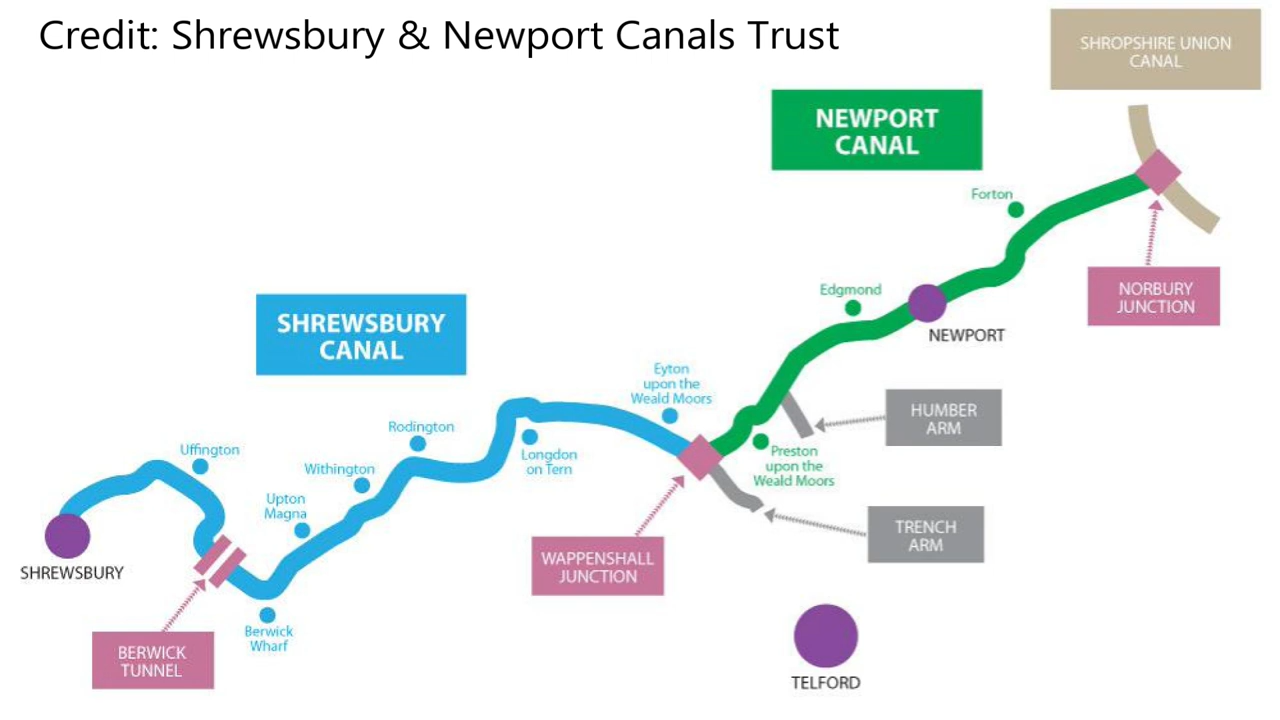 Credit: Shrewsbury & Newport Canals Trust
SHROPSHIRE UNION
CANAL
NEWPORT
CANAL
Forton
NORBURY
JUNCTION
Edgmond
NEWPORT
SHREWSBURY
CANAL
Eyton
upon the
Weald Moors
HUMBER
ARM
Rodington
Uffington
Longdon
on Tern
Preston
upon the
Weald Moors
Withington
Upton
Magna
TRENCH
ARM
WAPPENSHALL
JUNCTION
SHREWSBURY
Berwick
Wharf
BERWICK
TUNNEL
TELFORD